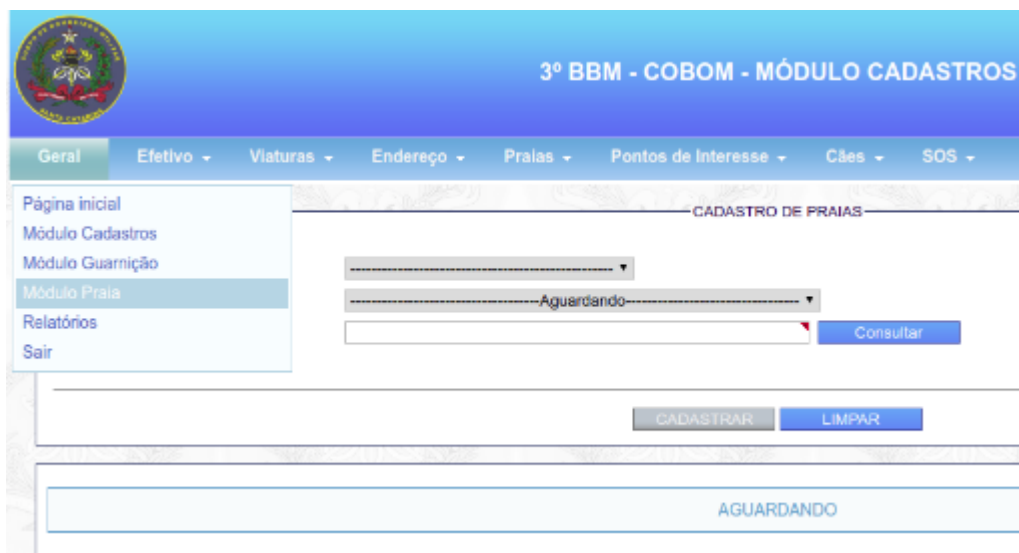 3º BBM - COBOM - MÓDULO CADASTROS
Geral Efetivo Viaturas Endereço Praias Pontos de Interesse Cães SOS
Página inicial
Módulo Cadastros
Módulo Guarnição
Módulo Praia
Relatórios
Sair
CADASTRO DE PRAIAS
--------Aguardando--------
Consultar
CADASTRAR LIMPAR
AGUARDANDO